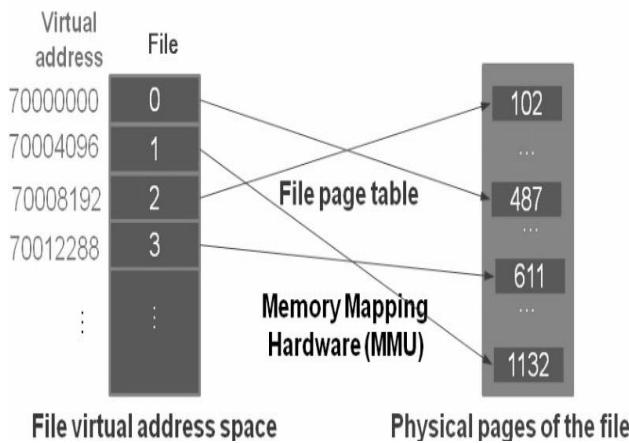 Virtual
address
File
70000000
0
102
70004096
1
...
70008192
2
File page table
487
...
70012288
3
611
...
⋮
⋮
Memory Mapping
Hardware (MMU)
1132
File virtual address space
Physical pages of the file